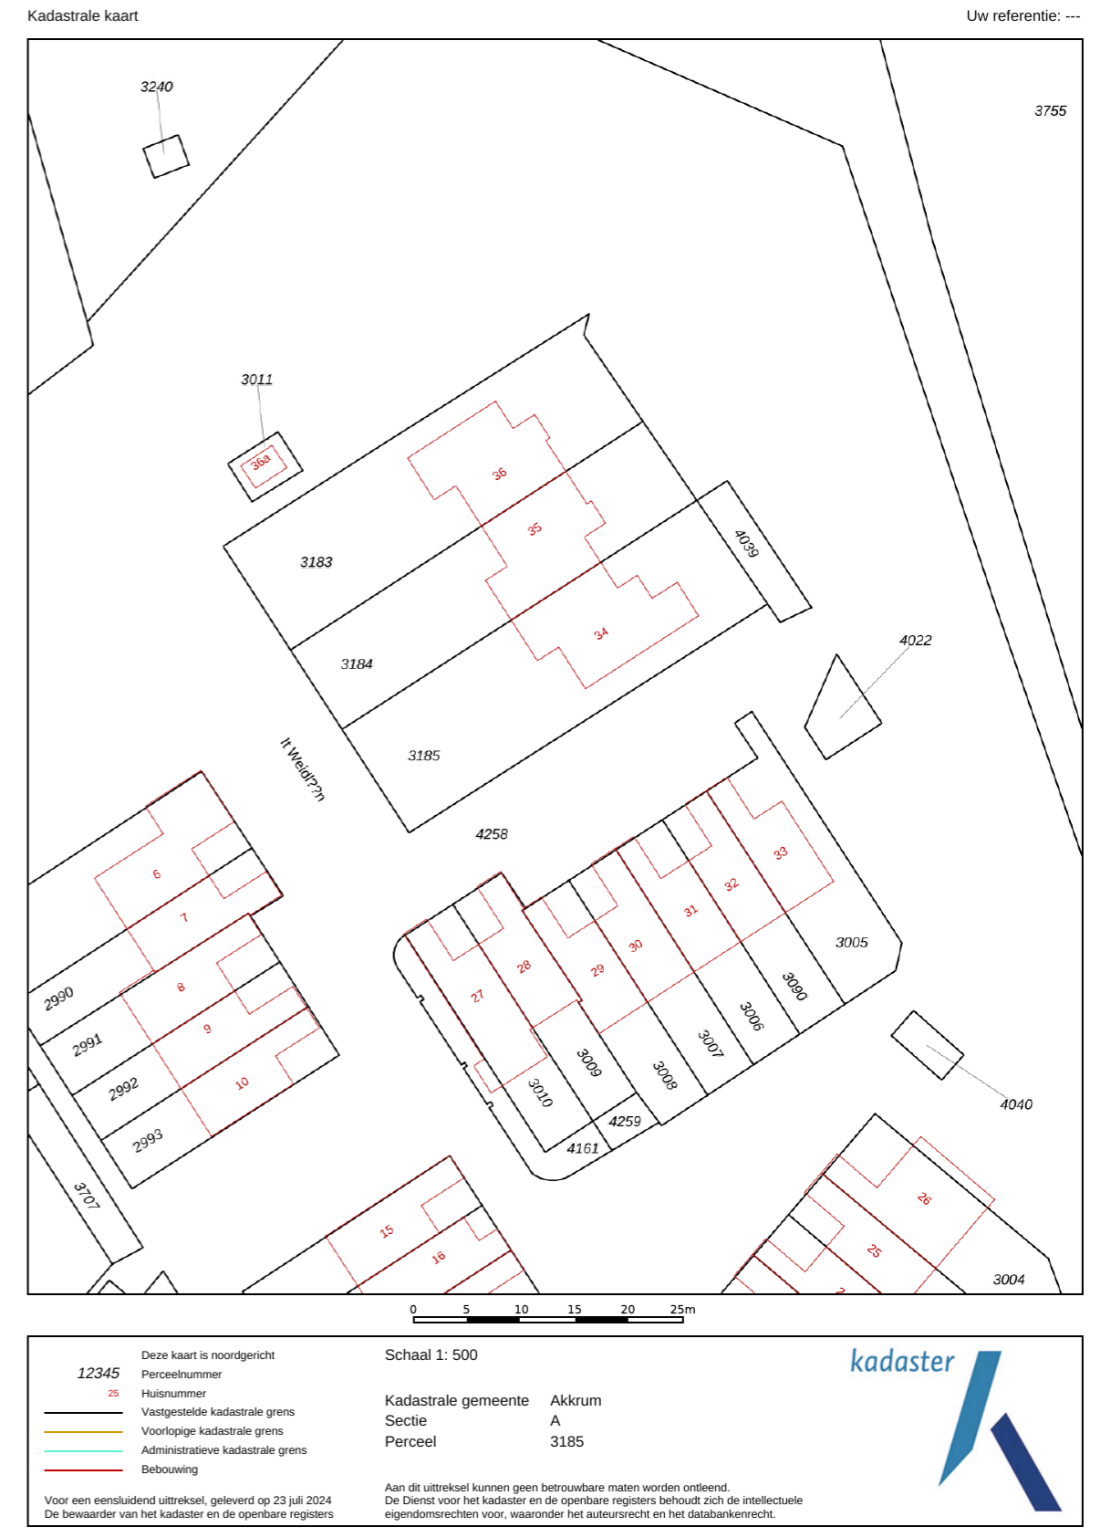 Kadastrale kaart
Uw referentie: ---
3240
3755
3011
36a
36
3183
35
4039
3184
34
4022
3185
It Weidl??n
4258
6
33
7
32
31
3005
30
28
29
8
27
3090
2990
9
3006
2991
3007
10
3009
3008
2992
3010
4040
4259
2993
4161
3707
15
26
16
25
3004
2
0 5 10 15 20 25m
Deze kaart is noordgericht
12345 Perceelnummer
25 Huisnummer
Vastgestelde kadastrale grens
Voorlopige kadastrale grens
Administratieve kadastrale grens
Bebouwing
Voor een eensluidend uittreksel, geleverd op 23 juli 2024
De bewaarder van het kadaster en de openbare registers
Schaal 1: 500
Kadastrale gemeente Akkrum
Sectie A
Perceel 3185
Aan dit uittreksel kunnen geen betrouwbare maten worden ontleend.
De Dienst voor het kadaster en de openbare registers behoudt zich de intellectuele
eigendomsrechten voor, waaronder het auteursrecht en het databankenrecht.
kadaster